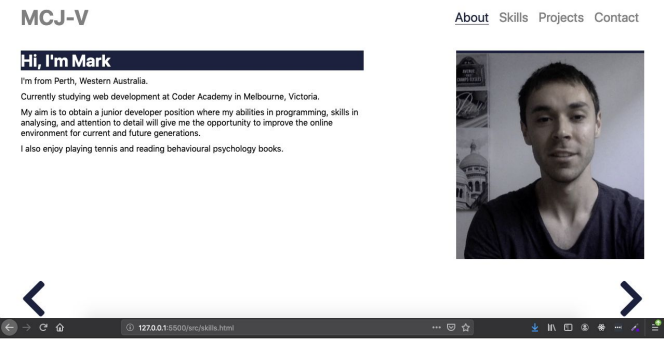 MCJ-V
About Skills Projects Contact
Hi, I'm Mark
I'm from Perth, Western Australia.
Currently studying web development at Coder Academy in Melbourne, Victoria.
My aim is to obtain a junior developer position where my abilities in programming, skills in
analysing, and attention to detail will give me the opportunity to improve the online
environment for current and future generations.
I also enjoy playing tennis and reading behavioural psychology books.
127.0.0.1:5500/src/skills.html